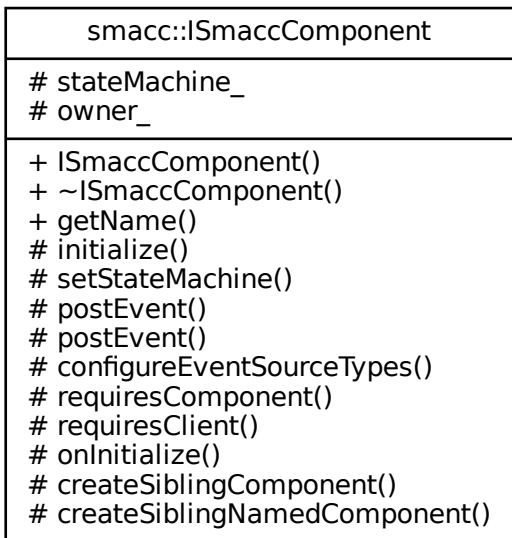 smacc::ISmaccComponent
# stateMachine_
# owner_
+ ISmaccComponent()
+ ~ISmaccComponent()
+ getName()
# initialize()
# setStateMachine()
# postEvent()
# postEvent()
# configureEventSourceTypes()
# requiresComponent()
# requiresClient()
# onInitialize()
# createSiblingComponent()
# createSiblingNamedComponent()